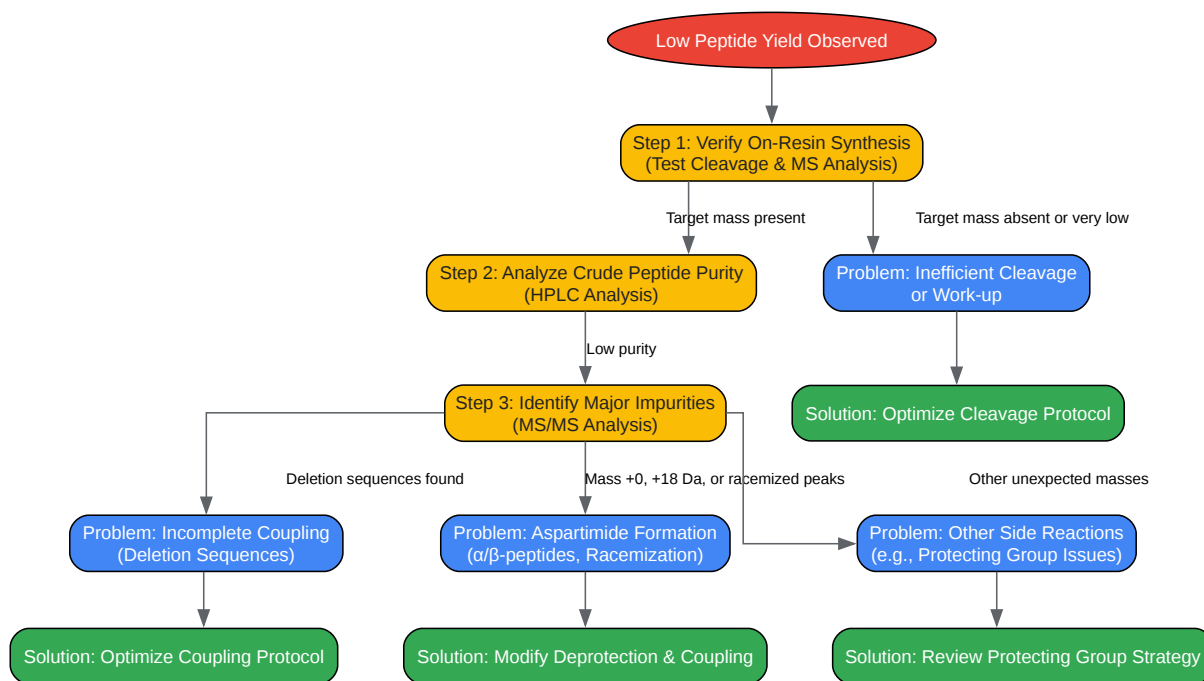 Low Peptide Yield Observed
Step 1: Verify On-Resin Synthesis
(Test Cleavage & MS Analysis)
Target mass present
Target mass absent or very low
Step 2: Analyze Crude Peptide Purity
(HPLC Analysis)
Problem: Inefficient Cleavage
or Work-up
Low purity
Step 3: Identify Major Impurities
(MS/MS Analysis)
Solution: Optimize Cleavage Protocol
Deletion sequences found
Mass +0, +18 Da, or racemized peaks
Other unexpected masses
Problem: Incomplete Coupling
(Deletion Sequences)
Problem: Aspartimide Formation
(α/β-peptides, Racemization)
Problem: Other Side Reactions
(e.g., Protecting Group Issues)
Solution: Optimize Coupling Protocol
Solution: Modify Deprotection & Coupling
Solution: Review Protecting Group Strategy